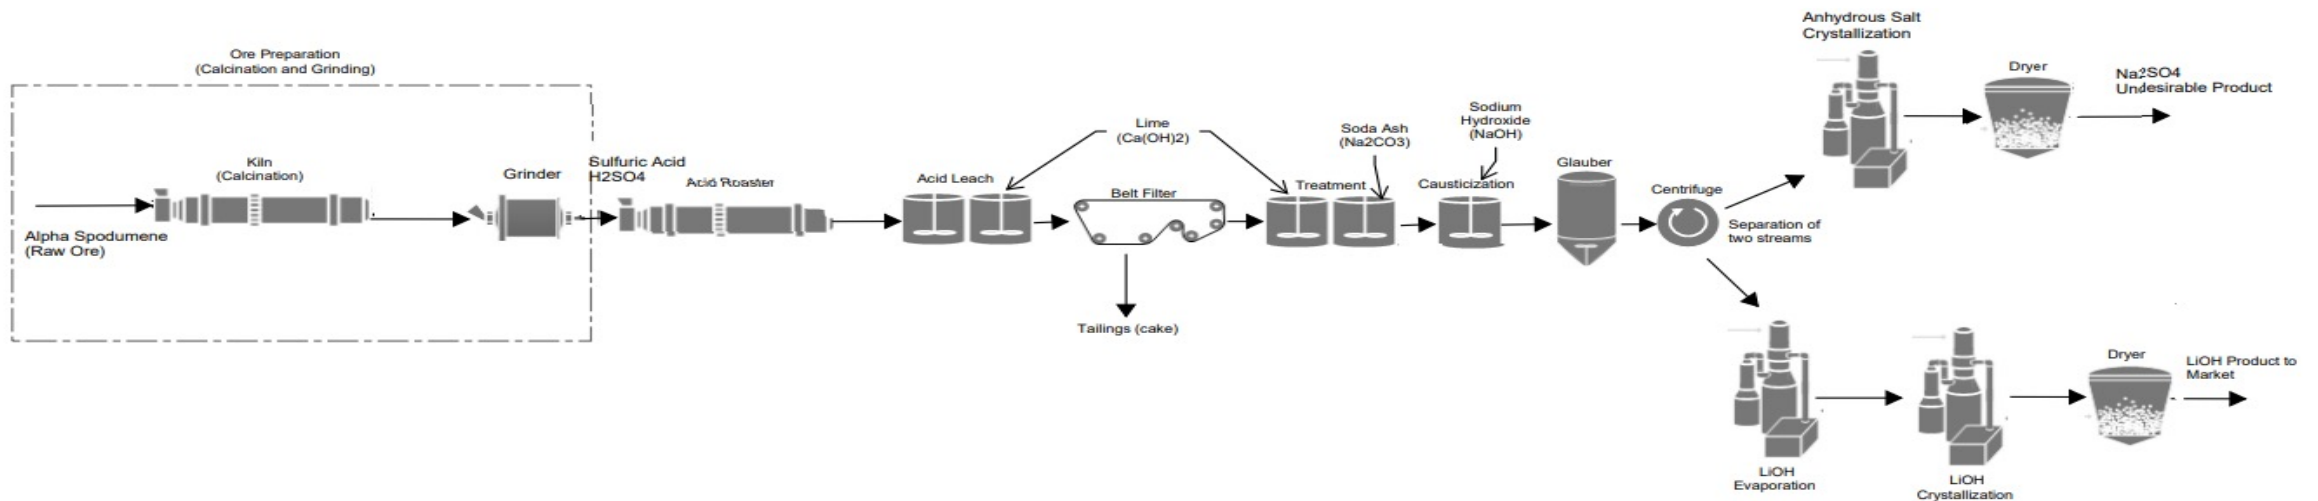 Ore Preparation
(Calcination and Grinding)
Kiln
(Calcination)
Grinder
Alpha Spodumene
(Raw Ore)
Sulfuric Acid
H2SO4
Acid Roaster
Acid Leach
Lime
(Ca(OH)2)
Belt Filter
Tailings (cake)
Treatment
Soda Ash
(Na2CO3)
Sodium
Hydroxide
(NaOH)
Causticization
Glauber
Centrifuge
Separation of
two streams
Anhydrous Salt
Crystallization
Dryer
Na2SO4
Undesirable Product
LiOH
Evaporation
LiOH
Crystallization
Dryer
LiOH Product to
Market